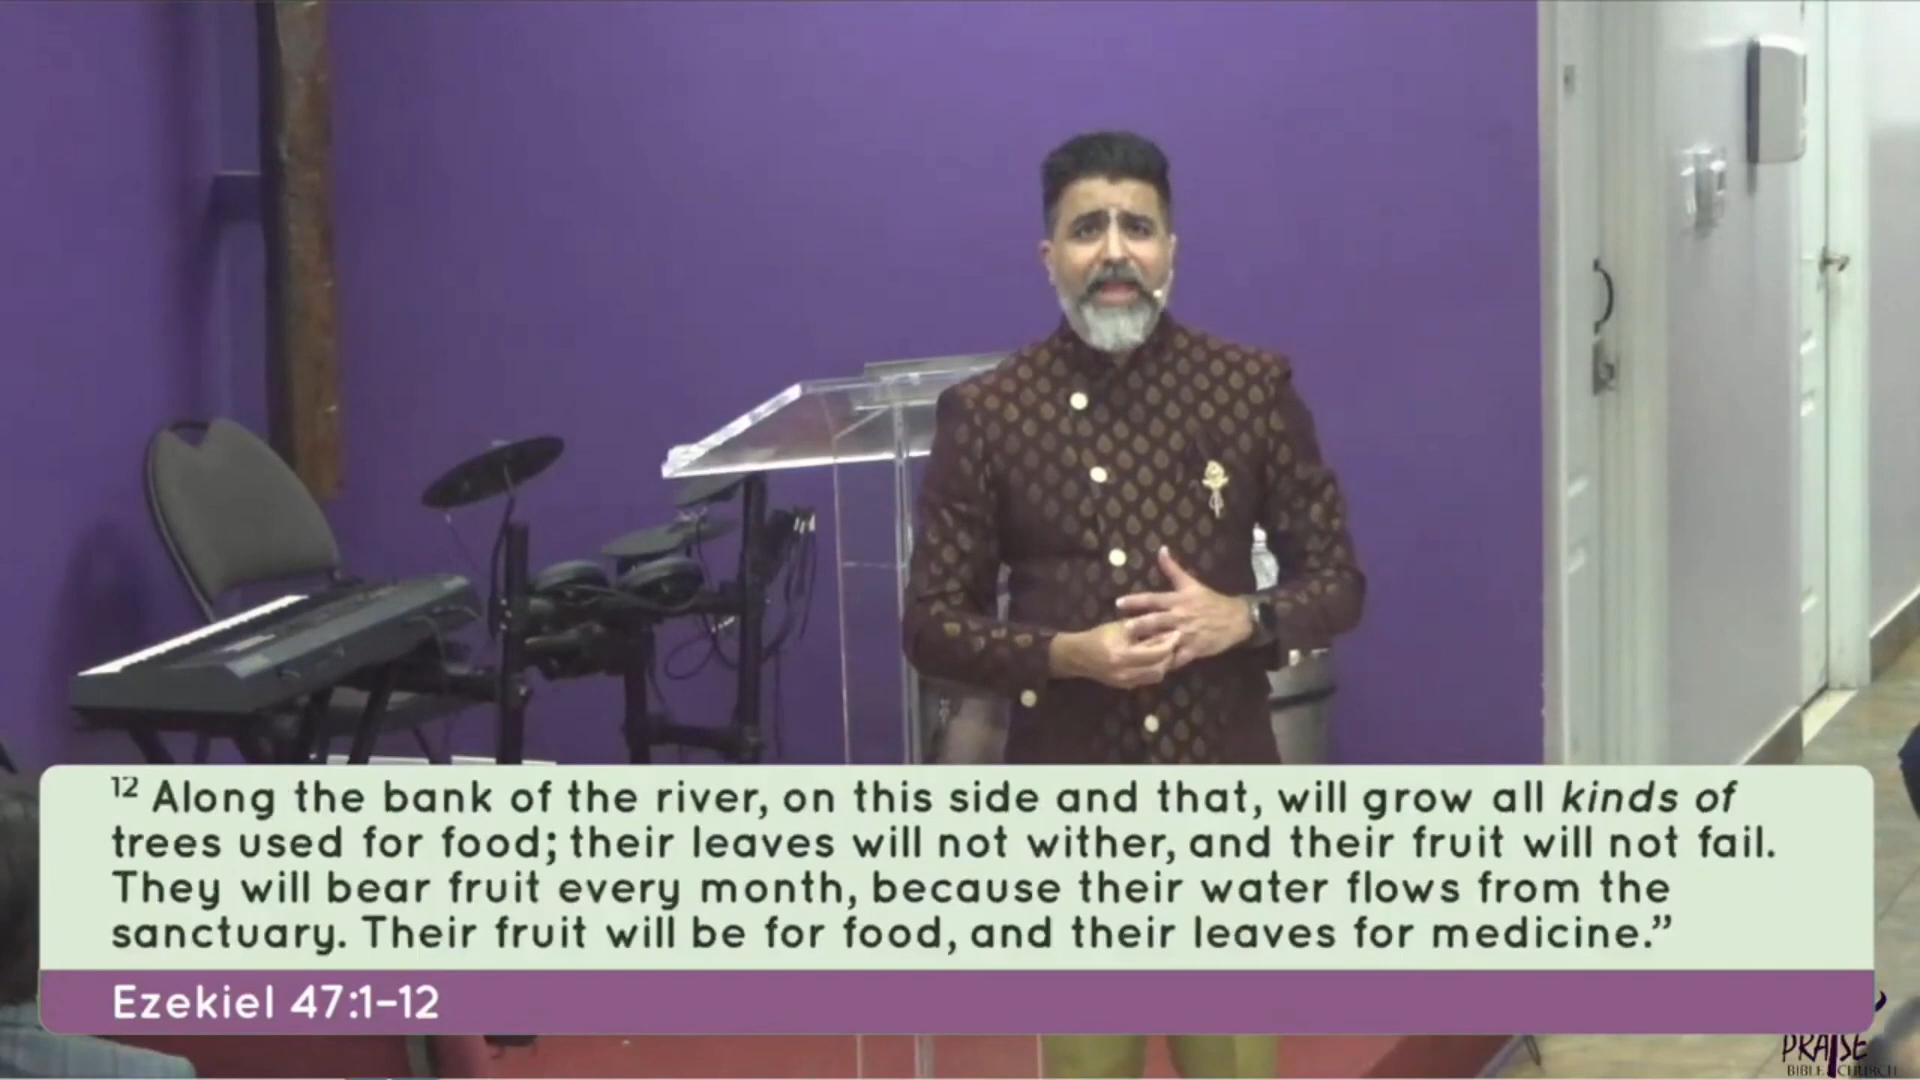 12 Along the bank of the river, on this side and that, will grow all kinds of
trees used for food; their leaves will not wither, and their fruit will not fail.
They will bear fruit every month, because their water flows from the
sanctuary. Their fruit will be for food, and their leaves for medicine.”
Ezekiel 47:1-12
PRAISE
BIBLE CHURCH